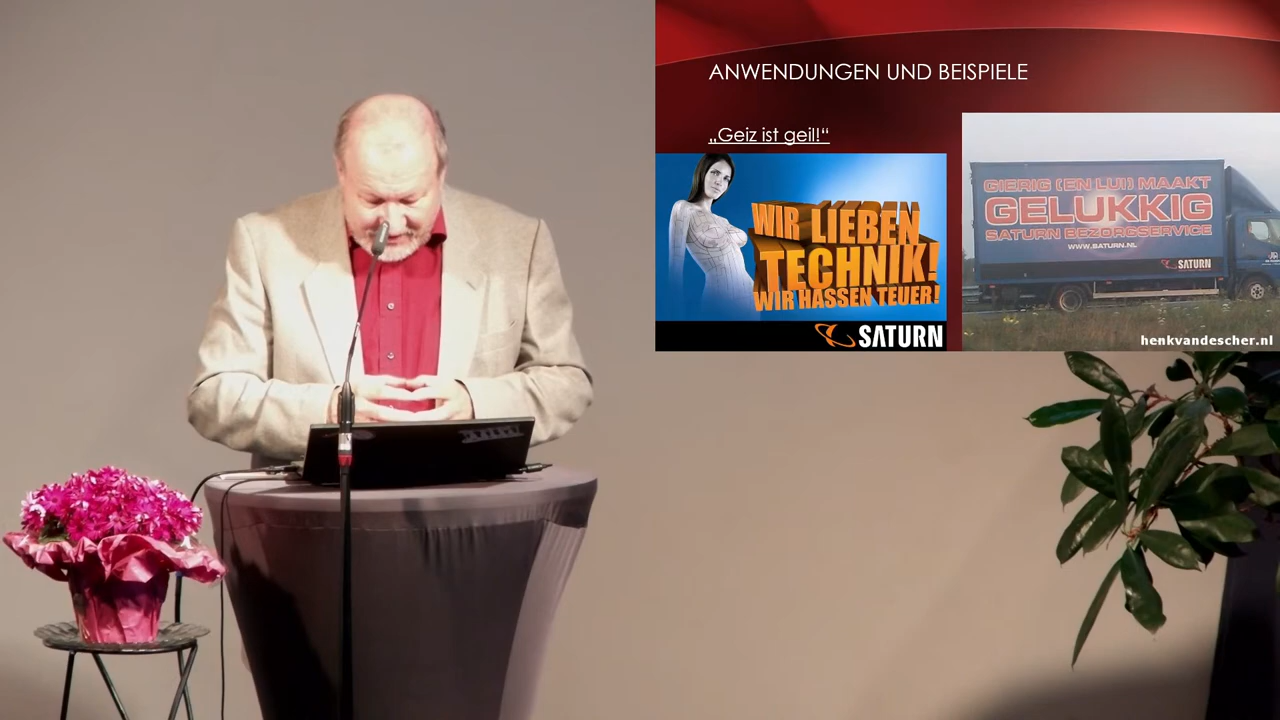 ANWENDUNGEN UND BEISPIELE
„Geiz ist geil!“
WIR LIEBEN
TECHNIK!
WIR HASSEN TEUER!
SATURN
GIERIG (EN LUI) MAAKT
GELUKKIG
SATURN BEZORGSERVICE
WWW.SATURN.NL
SATURN
henkvandescher.nl